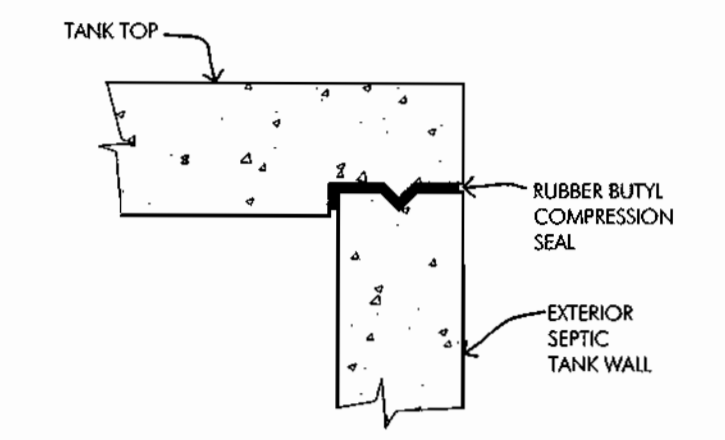 TANK TOP
RUBBER BUTYL
COMPRESSION
SEAL
EXTERIOR
SEPTIC
TANK WALL